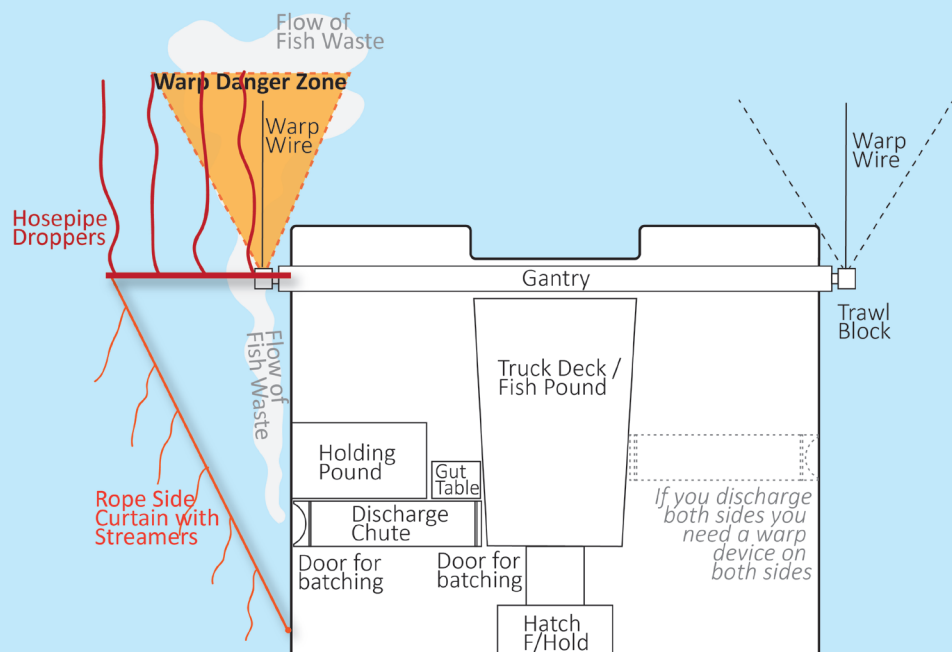 Flow of
Fish Waste
Warp Danger Zone
Warp
Wire
Warp
Wire
Hosepipe
Droppers
Gantry
Trawl
Block
Flow of
Fish Waste
Truck Deck /
Fish Pound
Holding
Pound
Gut
Table
Discharge
Chute
If you discharge
both sides you
need a warp
device on
both sides
Rope Side
Curtain with
Streamers
Door for
batching
Door for
batching
Hatch
F/Hold